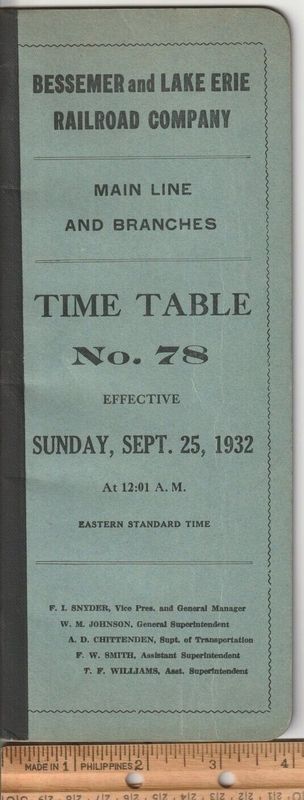 BESSEMER and LAKE ERIE
RAILROAD COMPANY
MAIN LINE
AND BRANCHES
TIME TABLE
No. 78
EFFECTIVE
SUNDAY, SEPT. 25, 1932
At 12:01 A. M.
EASTERN STANDARD TIME
F. I. SNYDER, Vice Pres. and General Manager
W. M. JOHNSON, General Superintendent
A. D. CHITTENDEN, Supt. of Transportation
F. W. SMITH, Assistant Superintendent
T. F. WILLIAMS, Asst. Superintendent
MADE IN 1 PHILIPPINES 2 3 4